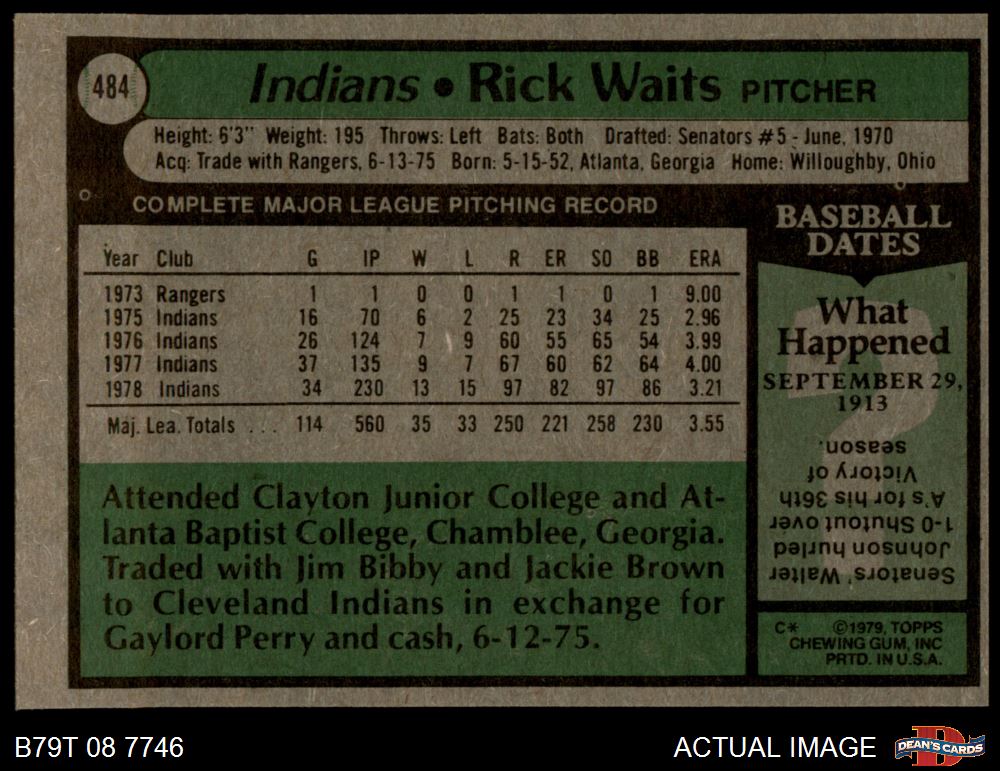 484
Indians • Rick Waits PITCHER
Height: 6'3" Weight: 195 Throws: Left Bats: Both Drafted: Senators #5 - June, 1970
Acq: Trade with Rangers, 6-13-75 Born: 5-15-52, Atlanta, Georgia Home: Willoughby, Ohio
COMPLETE MAJOR LEAGUE PITCHING RECORD
Year Club G IP W L R ER SO BB ERA
1973 Rangers 1 1 0 0 1 1 0 1 9.00
1975 Indians 16 70 6 2 25 23 34 25 2.96
1976 Indians 26 124 7 9 60 55 65 54 3.99
1977 Indians 37 135 9 7 67 60 62 64 4.00
1978 Indians 34 230 13 15 97 82 97 86 3.21
Maj. Lea. Totals ... 114 560 35 33 250 221 258 230 3.55
Attended Clayton Junior College and At-
lanta Baptist College, Chamblee, Georgia.
Traded with Jim Bibby and Jackie Brown
to Cleveland Indians in exchange for
Gaylord Perry and cash, 6-12-75.
BASEBALL
DATES
What
Happened
SEPTEMBER 29,
1913
Senators' Walter
Johnson hurled
1-0 Shutout over
A's for his 36th
Victory of
season.
C* ©1979, TOPPS
CHEWING GUM, INC
PRTD. IN U.S.A.
B79T 08 7746
ACTUAL IMAGE
DEAN'S CARDS